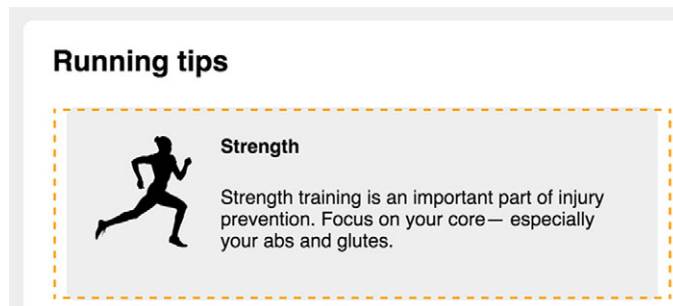 Running tips
Strength
Strength training is an important part of injury
prevention. Focus on your core— especially
your abs and glutes.